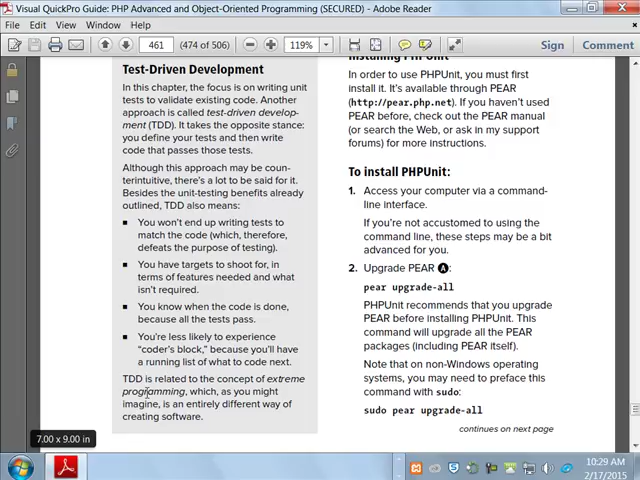 Visual QuickPro Guide: PHP Advanced and Object-Oriented Programming (SECURED) - Adobe Reader
File Edit View Window Help
461 (474 of 506) 119% Sign Comment
Test-Driven Development
In this chapter, the focus is on writing unit
tests to validate existing code. Another
approach is called test-driven develop-
ment (TDD). It takes the opposite stance:
you define your tests and then write
code that passes those tests.
Although this approach may be coun-
terintuitive, there's a lot to be said for it.
Besides the unit-testing benefits already
outlined, TDD also means:
■ You won't end up writing tests to
match the code (which, therefore,
defeats the purpose of testing).
■ You have targets to shoot for, in
terms of features needed and what
isn't required.
■ You know when the code is done,
because all the tests pass.
■ You're less likely to experience
"coder's block," because you'll have
a running list of what to code next.
TDD is related to the concept of extreme
programming, which, as you might
imagine, is an entirely different way of
creating software.
Installing PHPUnit
In order to use PHPUnit, you must first
install it. It's available through PEAR
(http://pear.php.net). If you haven't used
PEAR before, check out the PEAR manual
(or search the Web, or ask in my support
forums) for more instructions.
To install PHPUnit:
1. Access your computer via a command-
line interface.
If you're not accustomed to using the
command line, these steps may be a bit
advanced for you.
2. Upgrade PEAR A:
pear upgrade-all
PHPUnit recommends that you upgrade
PEAR before installing PHPUnit. This
command will upgrade all the PEAR
packages (including PEAR itself).
Note that on non-Windows operating
systems, you may need to preface this
command with sudo:
sudo pear upgrade-all
continues on next page
7.00 x 9.00 in
10:29 AM
2/17/2015